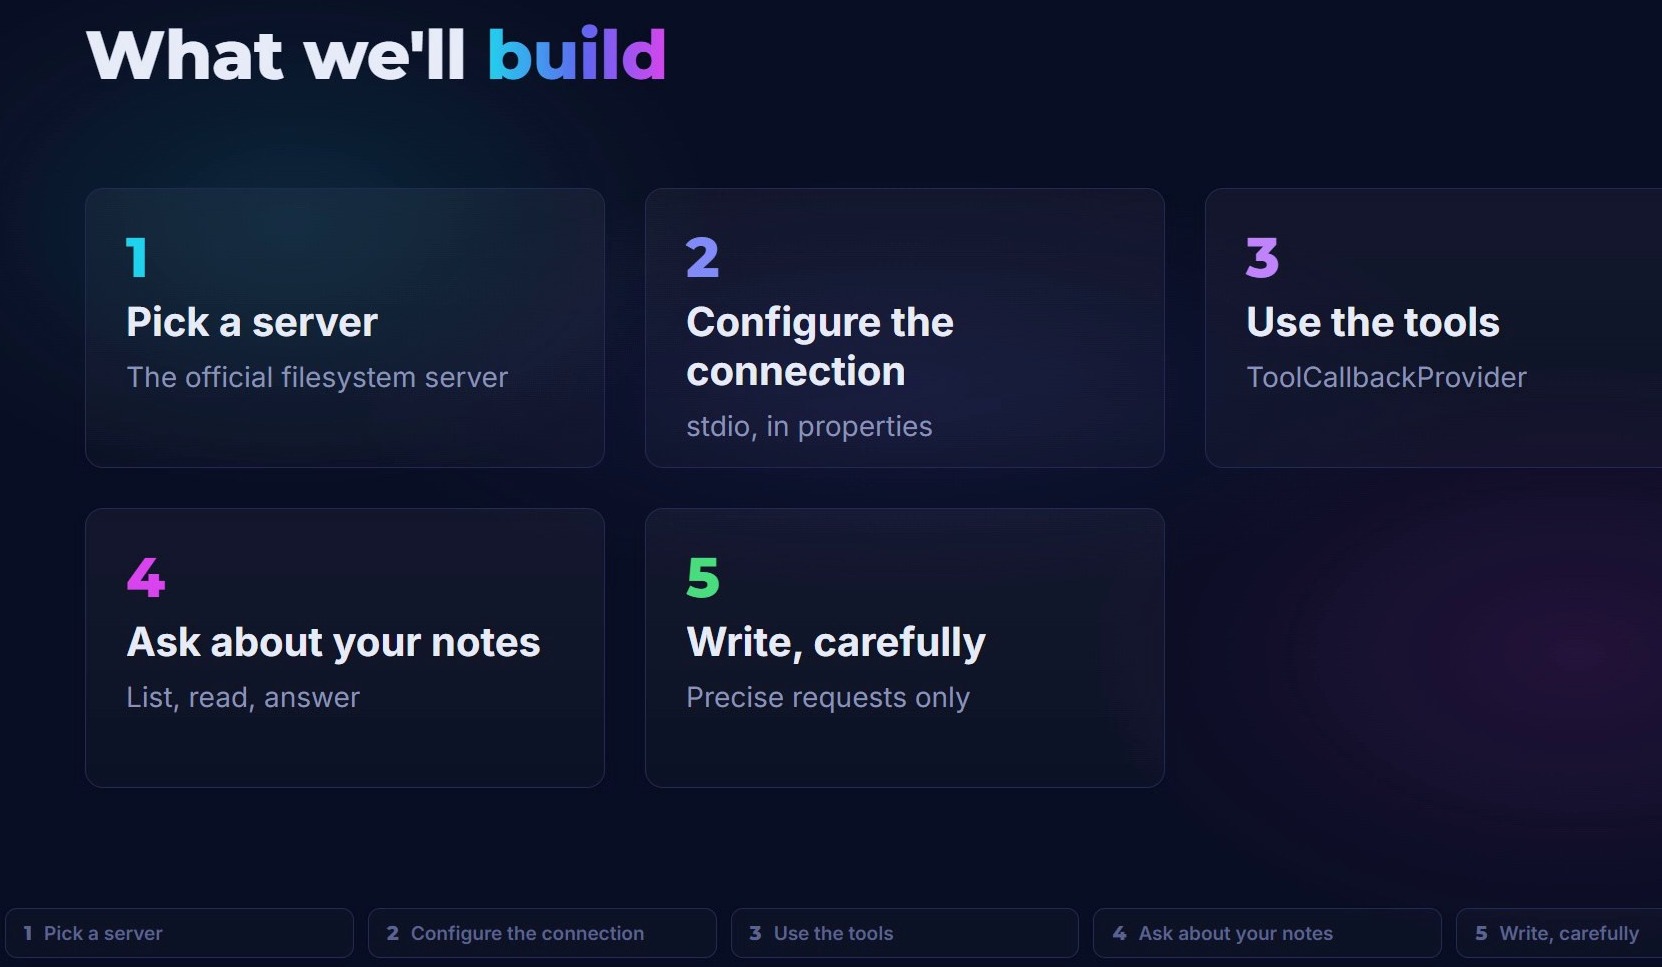 What we'll build
1
Pick a server
The official filesystem server
2
Configure the
connection
stdio, in properties
3
Use the tools
ToolCallbackProvider
4
Ask about your notes
List, read, answer
5
Write, carefully
Precise requests only
1 Pick a server
2 Configure the connection
3 Use the tools
4 Ask about your notes
5 Write, carefully